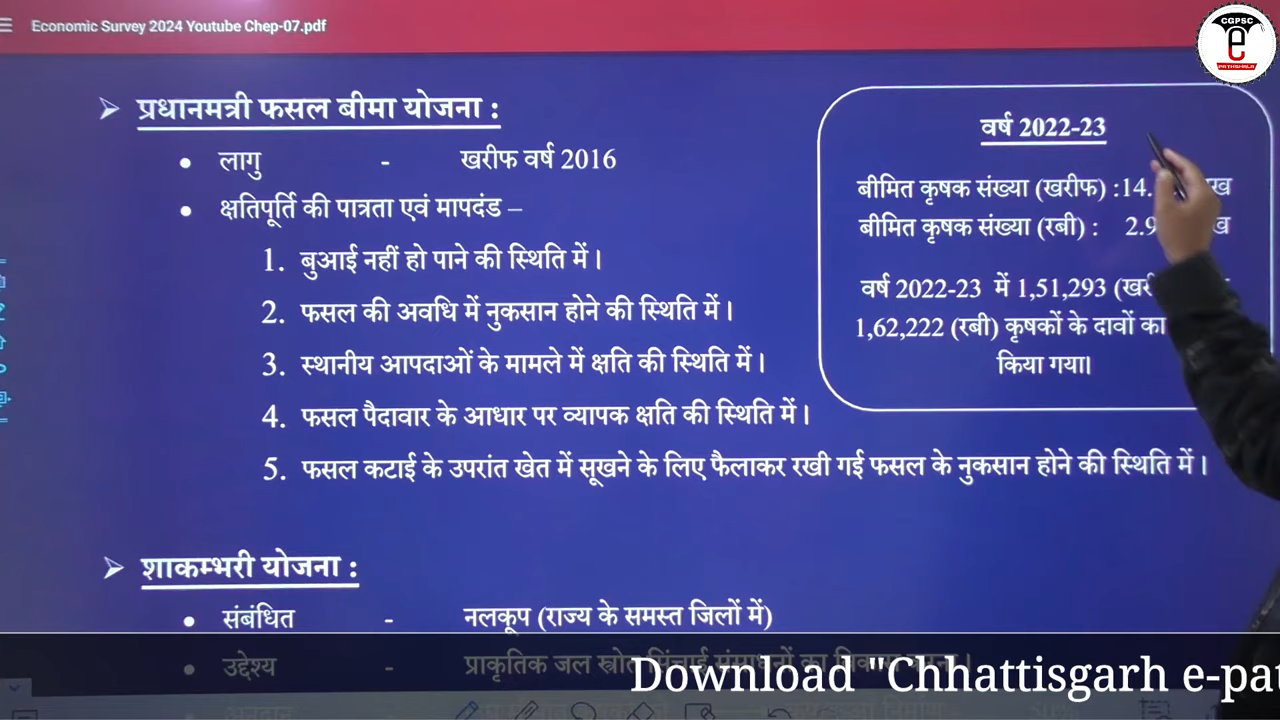 Economic Survey 2024 Youtube Chep-07.pdf
CGPSC
e
PATHSHALA
➢ प्रधानमत्री फसल बीमा योजना :
• लागु - खरीफ वर्ष 2016
• क्षतिपूर्ति की पात्रता एवं मापदंड –
1. बुआई नहीं हो पाने की स्थिति में।
2. फसल की अवधि में नुकसान होने की स्थिति में।
3. स्थानीय आपदाओं के मामले में क्षति की स्थिति में।
4. फसल पैदावार के आधार पर व्यापक क्षति की स्थिति में।
5. फसल कटाई के उपरांत खेत में सूखने के लिए फैलाकर रखी गई फसल के नुकसान होने की स्थिति में।
वर्ष 2022-23
बीमित कृषक संख्या (खरीफ) :14.
बीमित कृषक संख्या (रबी) : 2.9
वर्ष 2022-23 में 1,51,293
1,62,222 (रबी) कृषकों के दावों का
किया गया।
➢ शाकम्भरी योजना :
• संबंधित - नलकूप (राज्य के समस्त जिलों में)
• उद्देश्य - प्राकृतिक जल स्त्रोत
Download "Chhattisgarh e-pat